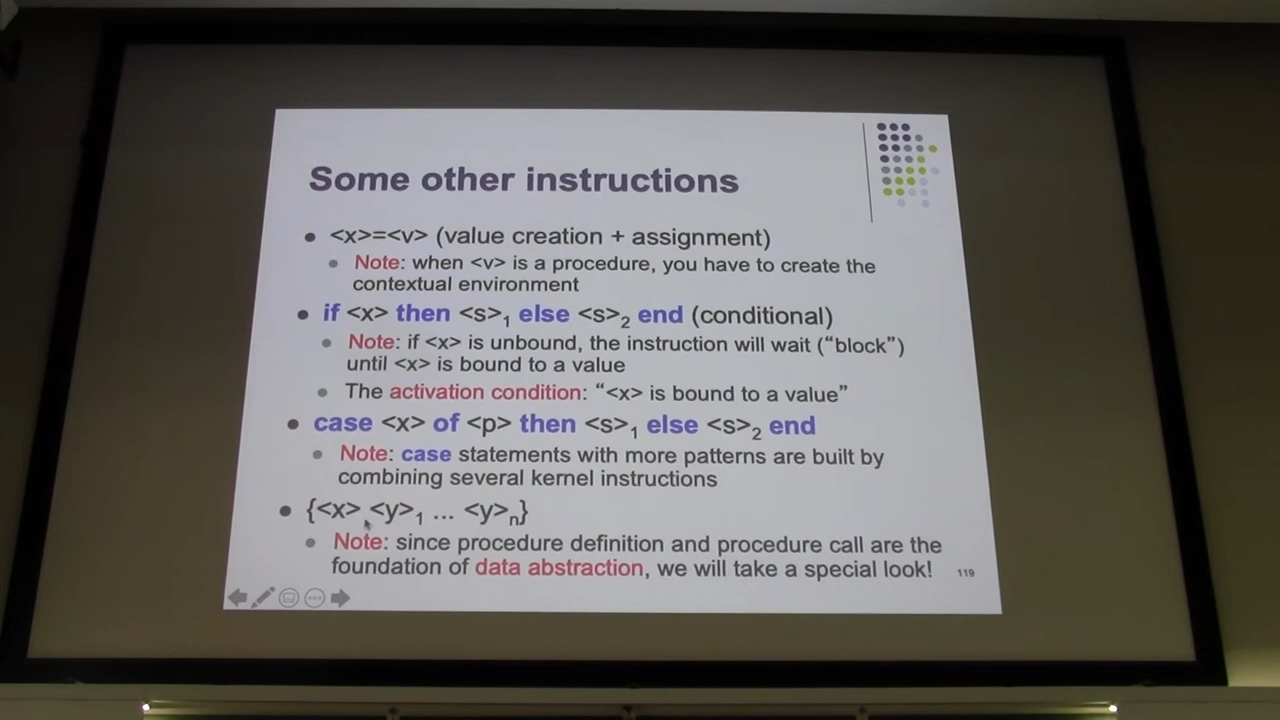 Some other instructions
<x>=<v> (value creation + assignment)
Note: when <v> is a procedure, you have to create the
contextual environment
if <x> then <s>1 else <s>2 end (conditional)
Note: if <x> is unbound, the instruction will wait (“block”)
until <x> is bound to a value
The activation condition: “<x> is bound to a value”
case <x> of <p> then <s>1 else <s>2 end
Note: case statements with more patterns are built by
combining several kernel instructions
{<x> <y>1 ... <y>n}
Note: since procedure definition and procedure call are the
foundation of data abstraction, we will take a special look!
119